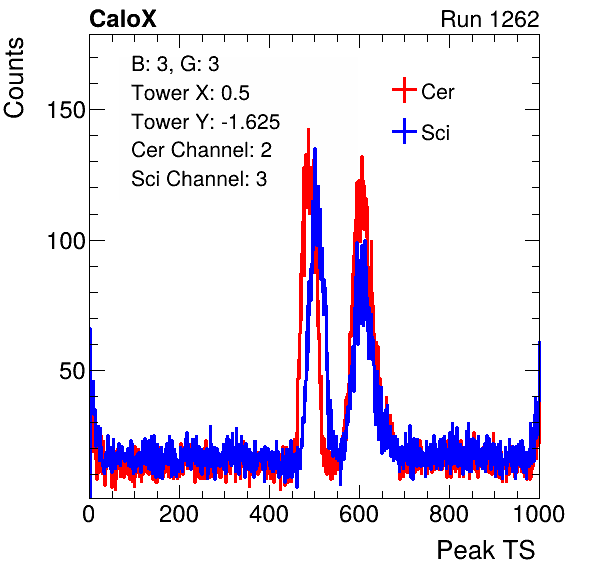 CaloX
Run 1262
Counts
B: 3, G: 3
Tower X: 0.5
Tower Y: -1.625
Cer Channel: 2
Sci Channel: 3
Cer
Sci
150
100
50
0 200 400 600 800 1000
Peak TS